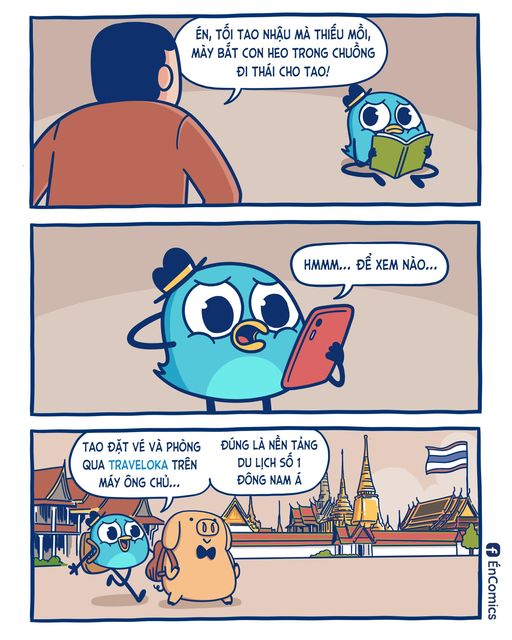 ÉN, TỐI TAO NHẬU MÀ THIẾU MỒI,
MÀY BẮT CON HEO TRONG CHUỒNG
ĐI THÁI CHO TAO!
HMMM... ĐỂ XEM NÀO...
TAO ĐẶT VÉ VÀ PHÒNG
QUA TRAVELOKA TRÊN
MÁY ÔNG CHỦ...
ĐÚNG LÀ NỀN TẢNG
DU LỊCH SỐ 1
ĐÔNG NAM Á
ÉnComics